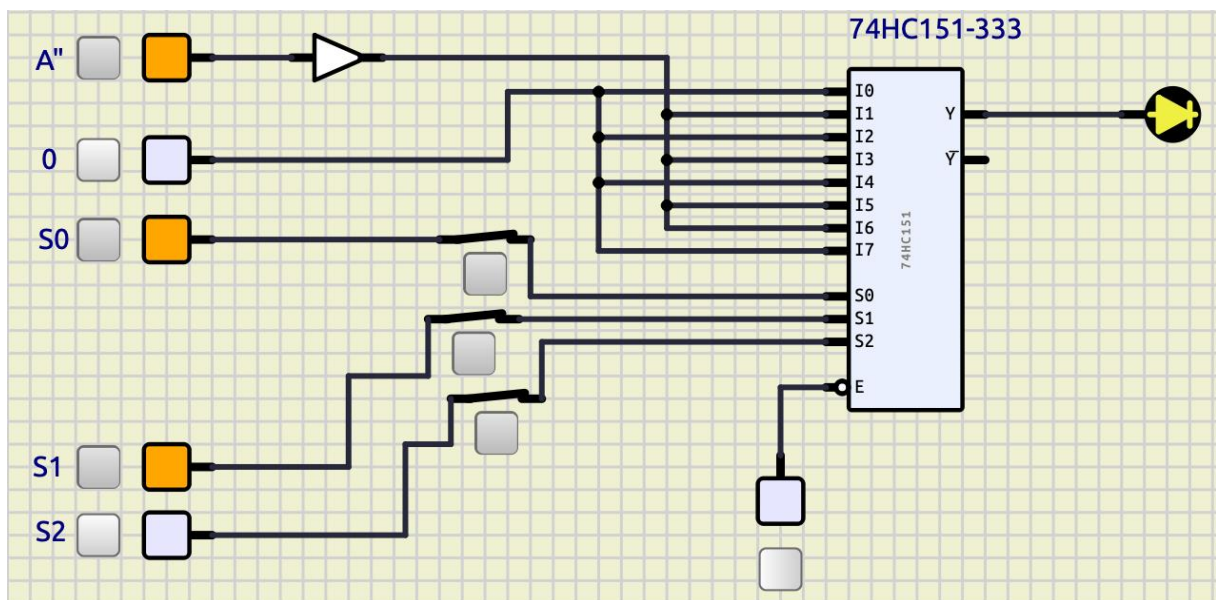 74HC151-333
A"
0
S0
S1
S2
I0
I1
I2
I3
I4
I5
I6
I7
S0
S1
S2
E
Y
Y̅
74HC151